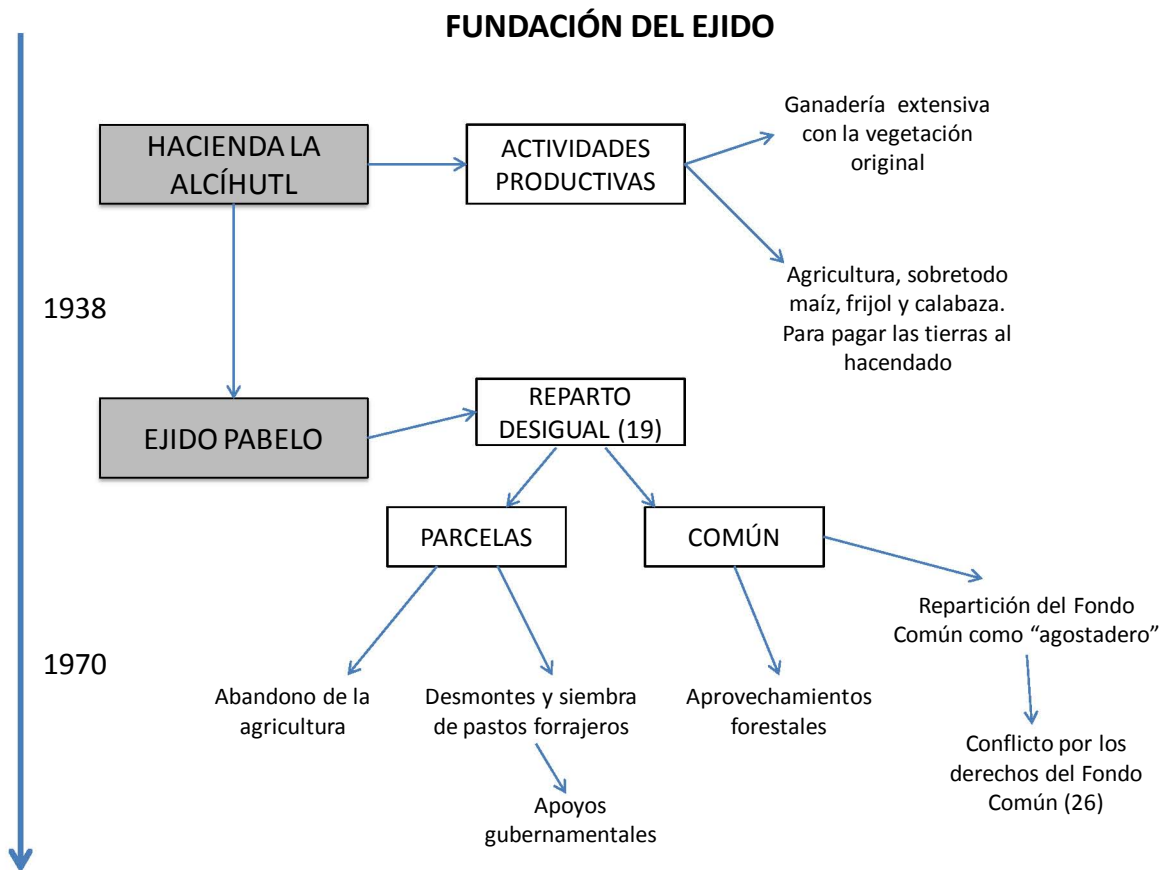 FUNDACIÓN DEL EJIDO
HACIENDA LA
ALCÍHUTL
ACTIVIDADES
PRODUCTIVAS
Ganadería extensiva
con la vegetación
original
Agricultura, sobretodo
maíz, frijol y calabaza.
Para pagar las tierras al
hacendado
1938
EJIDO PABELO
REPARTO
DESIGUAL (19)
PARCELAS
COMÚN
Repartición del Fondo
Común como “agostadero”
1970
Abandono de la
agricultura
Desmontes y siembra
de pastos forrajeros
Aprovechamientos
forestales
Conflicto por los
derechos del Fondo
Común (26)
Apoyos
gubernamentales